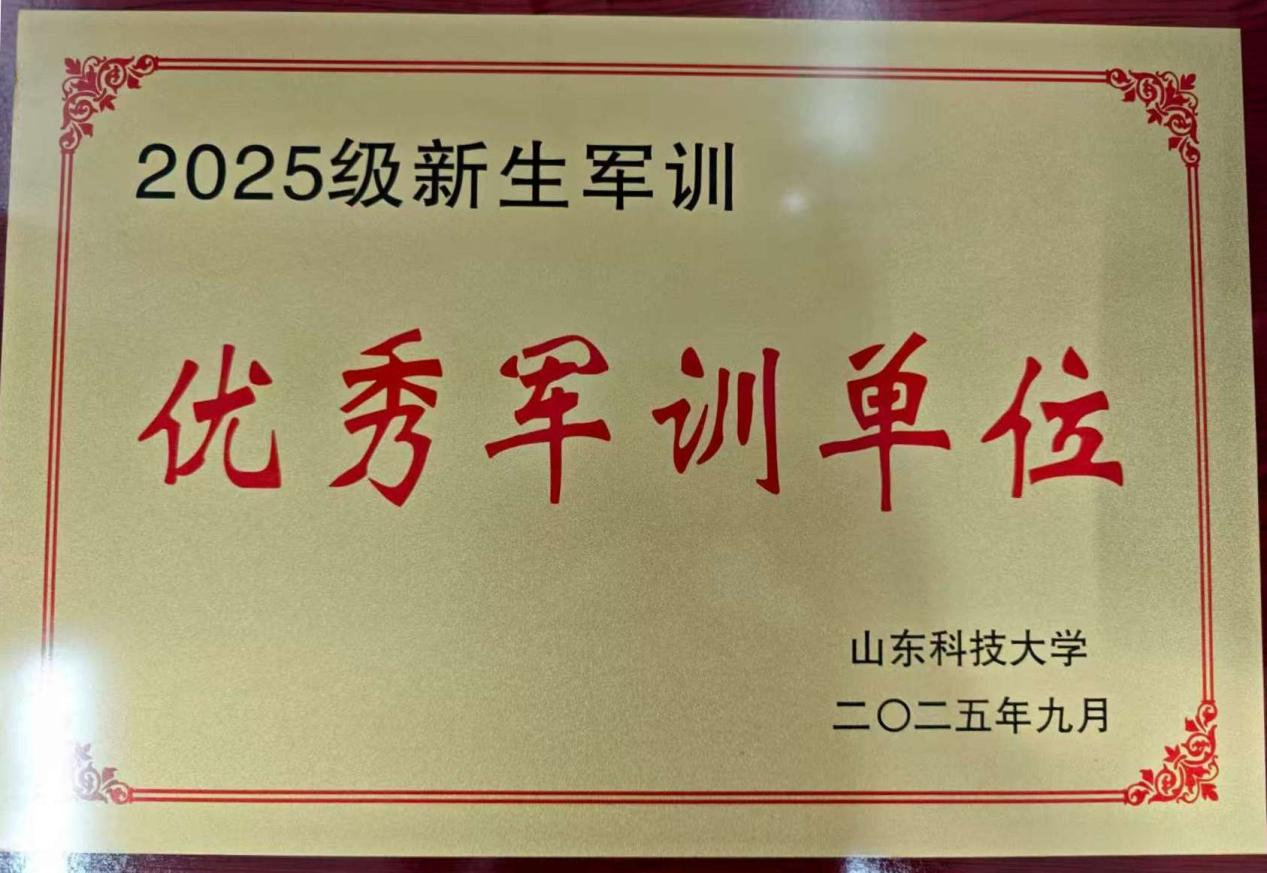 2025级新生军训
优秀军训单位
山东科技大学
二〇二五年九月